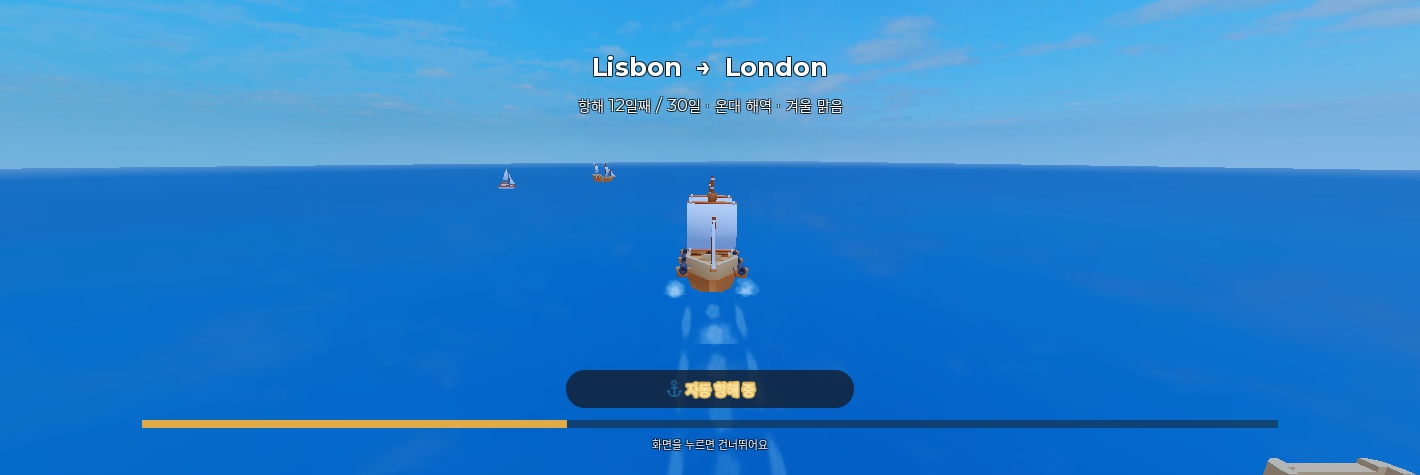 Lisbon → London
항해 12일째 / 30일 · 온대 해역 · 겨울 맑음
⚓ 자동 항해 중
화면을 누르면 건너뛰어요